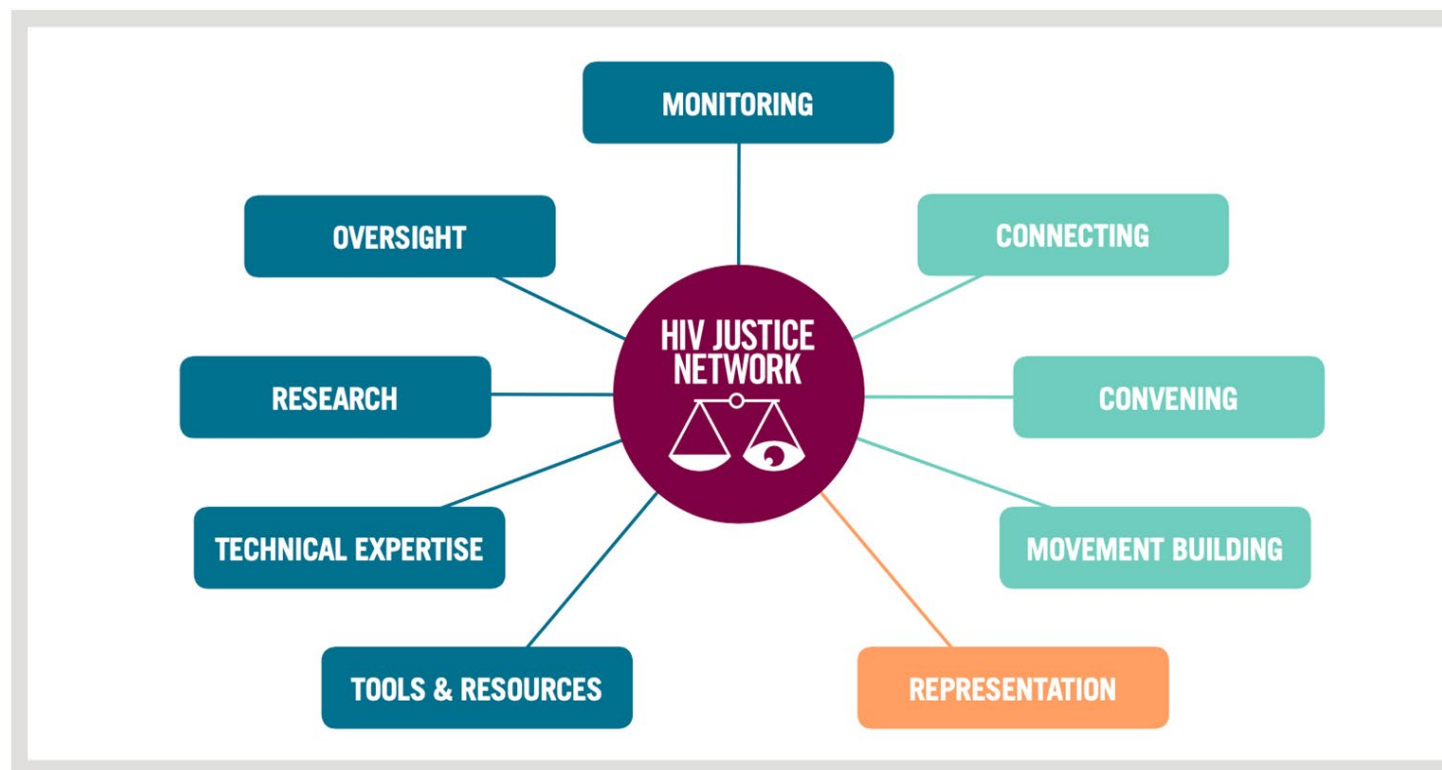 MONITORING
OVERSIGHT
CONNECTING
HIV JUSTICE
NETWORK
RESEARCH
CONVENING
TECHNICAL EXPERTISE
MOVEMENT BUILDING
TOOLS & RESOURCES
REPRESENTATION